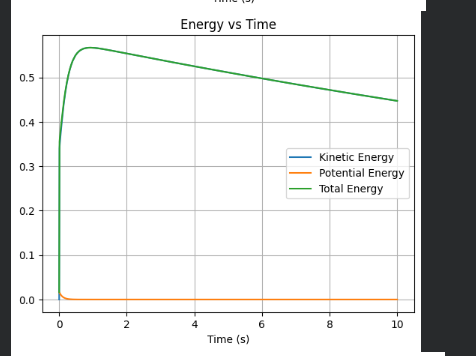 Time (s)
Energy vs Time
0.5
0.4
0.3
0.2
0.1
0.0
Kinetic Energy
Potential Energy
Total Energy
0 2 4 6 8 10
Time (s)